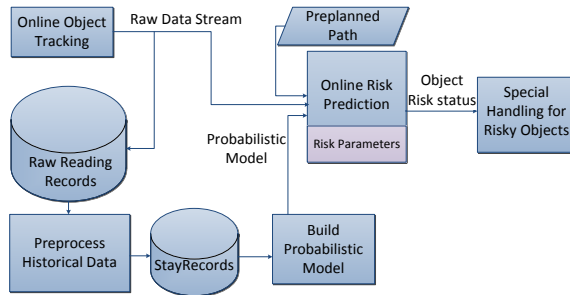 Online Object
Tracking
Raw Data Stream
Preplanned
Path
Online Risk
Prediction
Risk Parameters
Object
Risk status
Special
Handling for
Risky Objects
Raw Reading
Records
Probabilistic
Model
Preprocess
Historical Data
StayRecords
Build
Probabilistic
Model